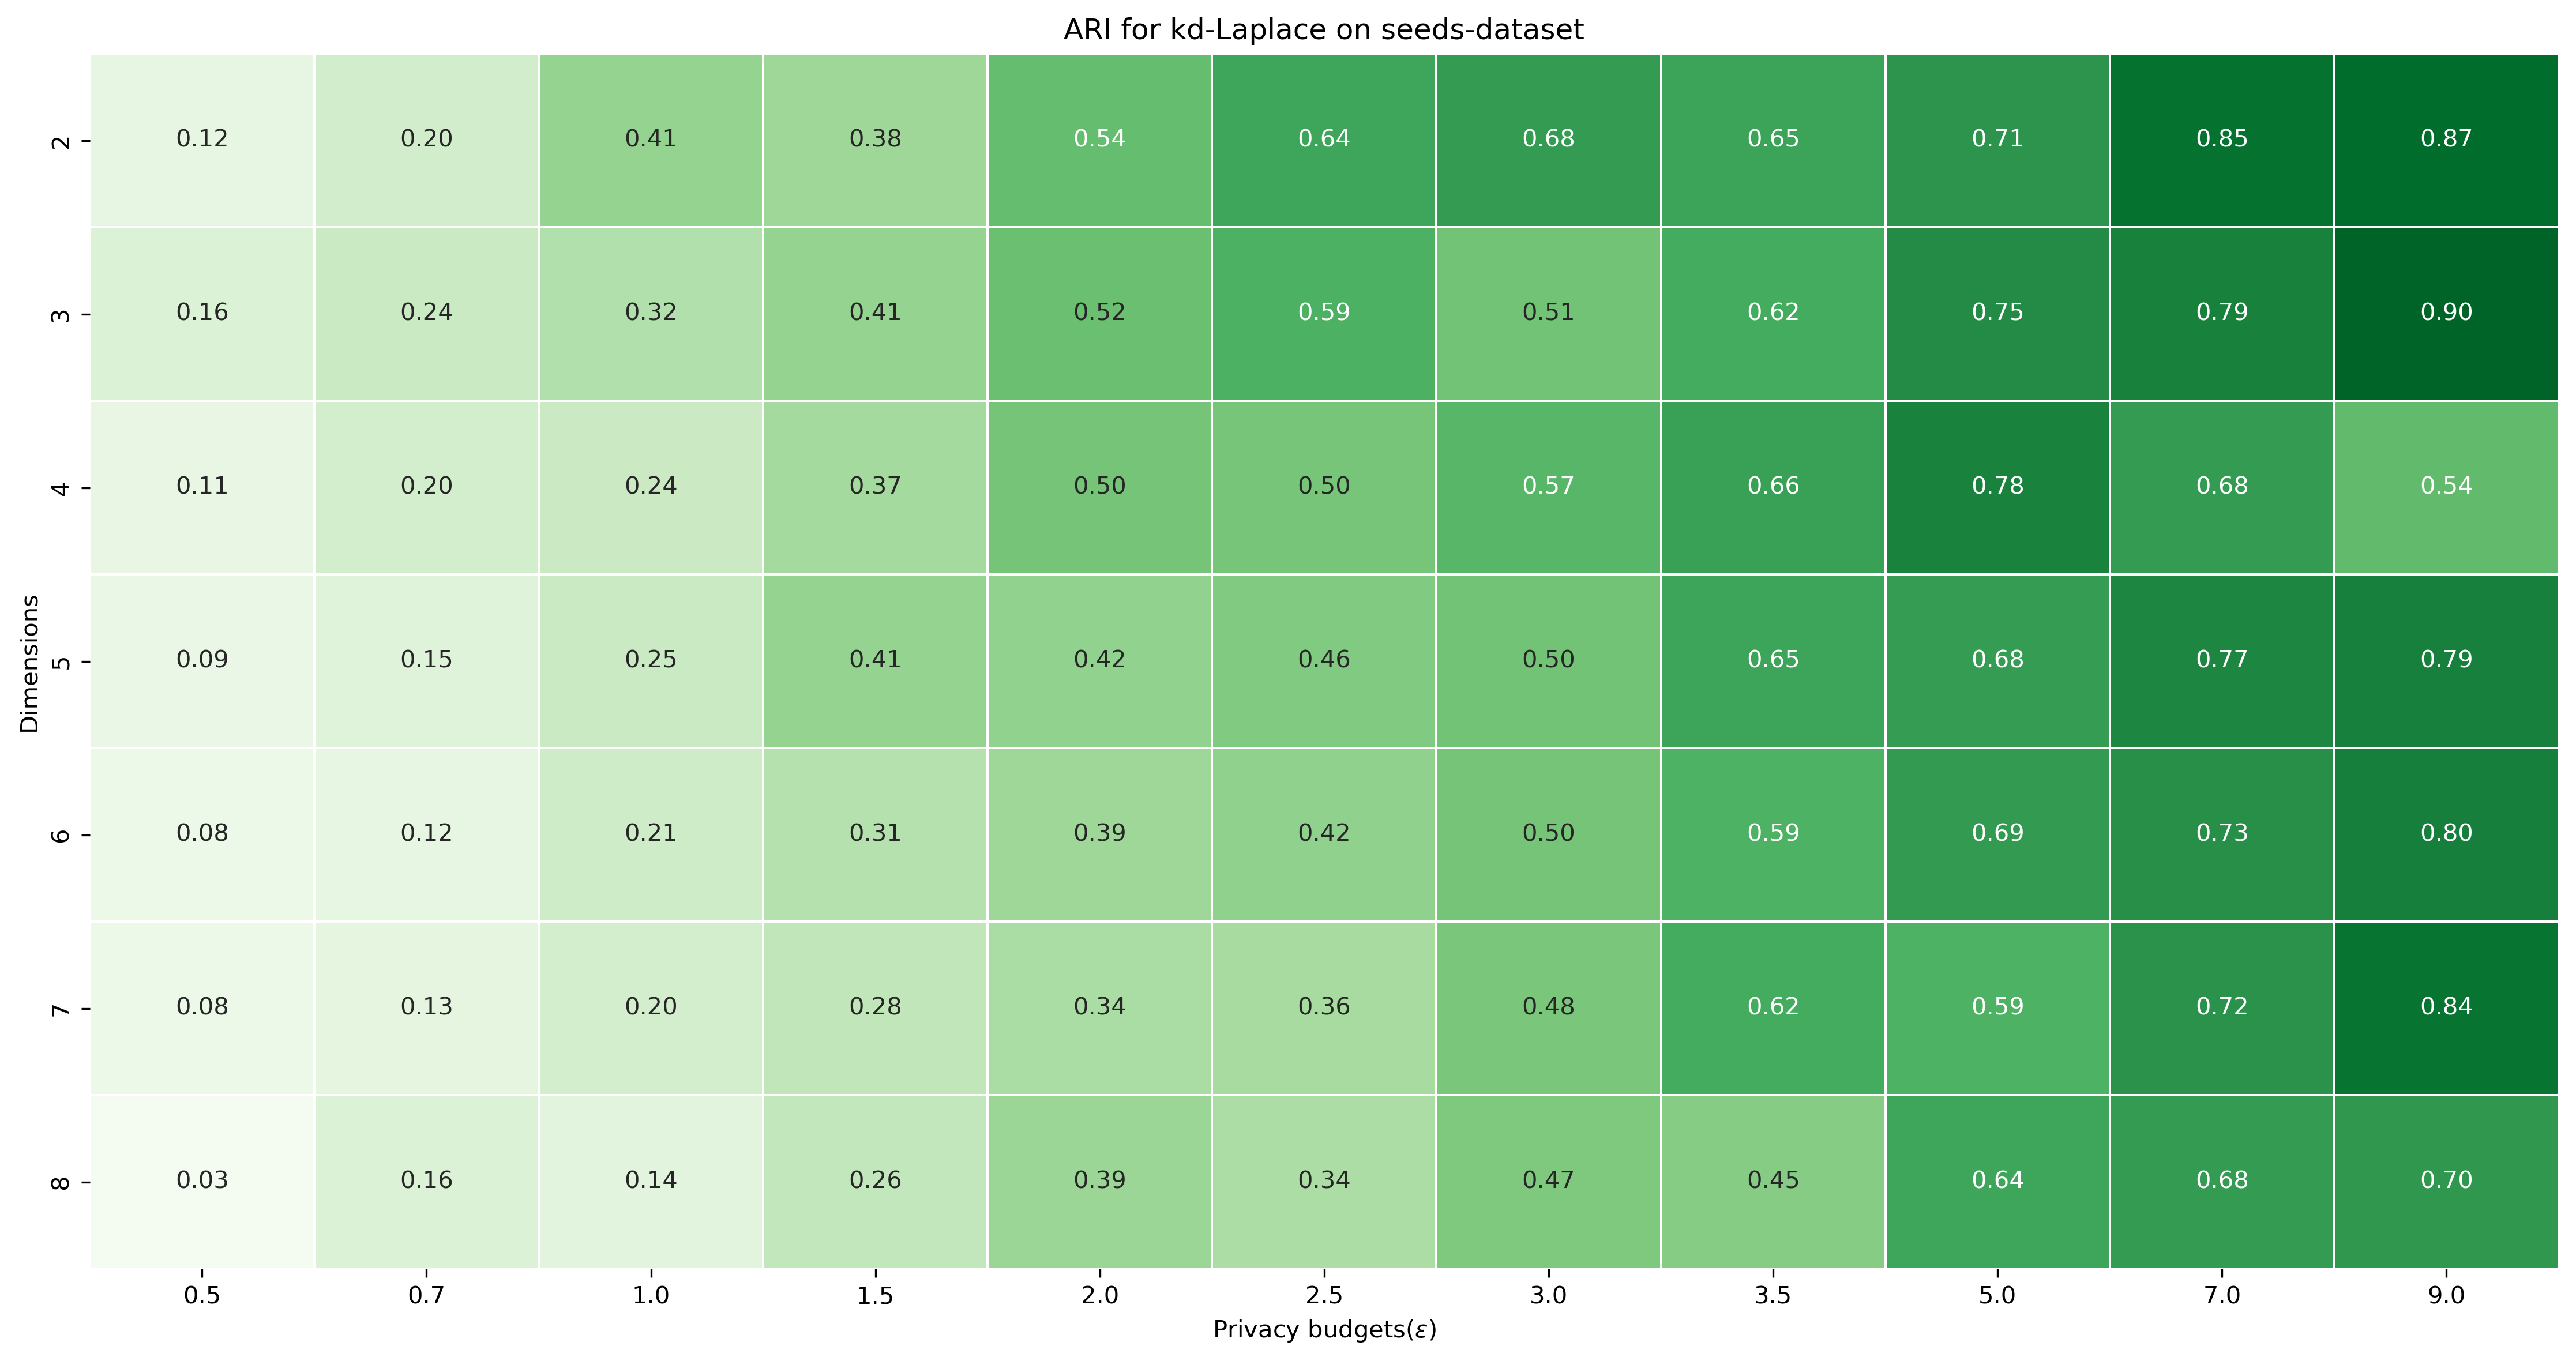 ARI for kd-Laplace on seeds-dataset
2 0.12 0.20 0.41 0.38 0.54 0.64 0.68 0.65 0.71 0.85 0.87
3 0.16 0.24 0.32 0.41 0.52 0.59 0.51 0.62 0.75 0.79 0.90
4 0.11 0.20 0.24 0.37 0.50 0.50 0.57 0.66 0.78 0.68 0.54
5 0.09 0.15 0.25 0.41 0.42 0.46 0.50 0.65 0.68 0.77 0.79
6 0.08 0.12 0.21 0.31 0.39 0.42 0.50 0.59 0.69 0.73 0.80
7 0.08 0.13 0.20 0.28 0.34 0.36 0.48 0.62 0.59 0.72 0.84
8 0.03 0.16 0.14 0.26 0.39 0.34 0.47 0.45 0.64 0.68 0.70
0.5 0.7 1.0 1.5 2.0 2.5 3.0 3.5 5.0 7.0 9.0
Privacy budgets(ε)
Dimensions